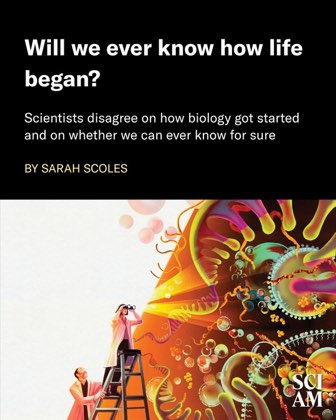 Will we ever know how life
began?
Scientists disagree on how biology got started
and on whether we can ever know for sure
BY SARAH SCOLES
SCI
AM